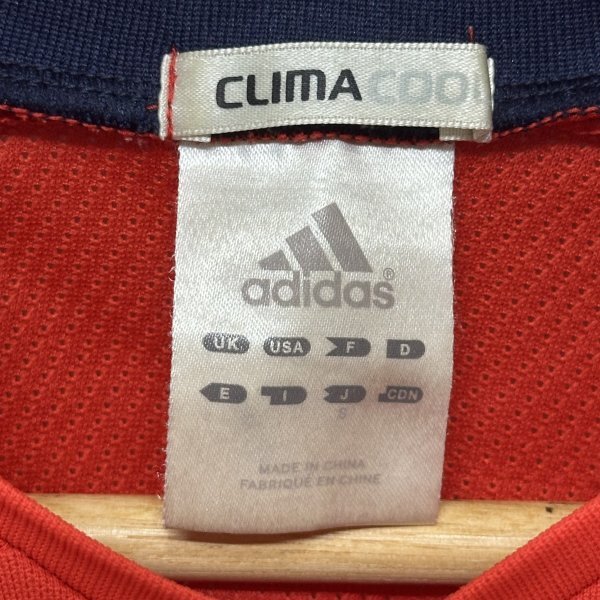 CLIMACOO
adidas®
UK USA F D
E I J CDN
S
MADE IN CHINA
FABRIQUÉ EN CHINE